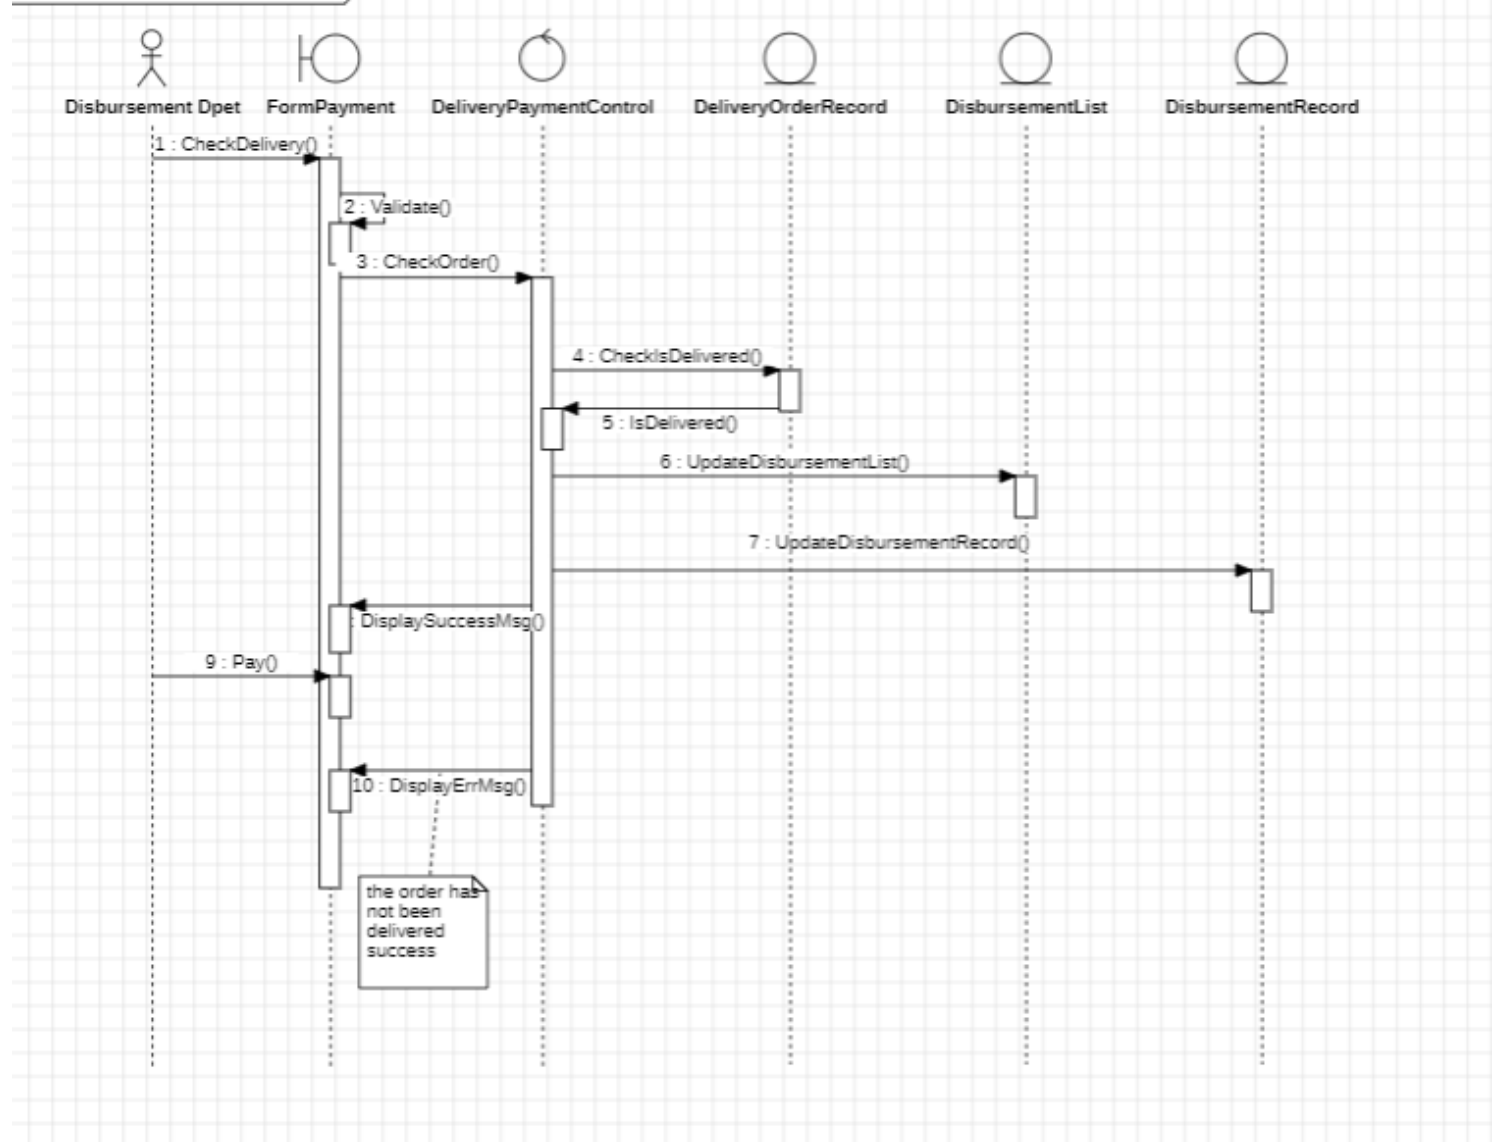 Disbursement Dpet
FormPayment
DeliveryPaymentControl
DeliveryOrderRecord
DisbursementList
DisbursementRecord
1 : CheckDelivery()
2 : Validate()
3 : CheckOrder()
4 : CheckIsDelivered()
5 : IsDelivered()
6 : UpdateDisbursementList()
7 : UpdateDisbursementRecord()
: DisplaySuccessMsg()
9 : Pay()
10 : DisplayErrMsg()
the order has
not been
delivered
success